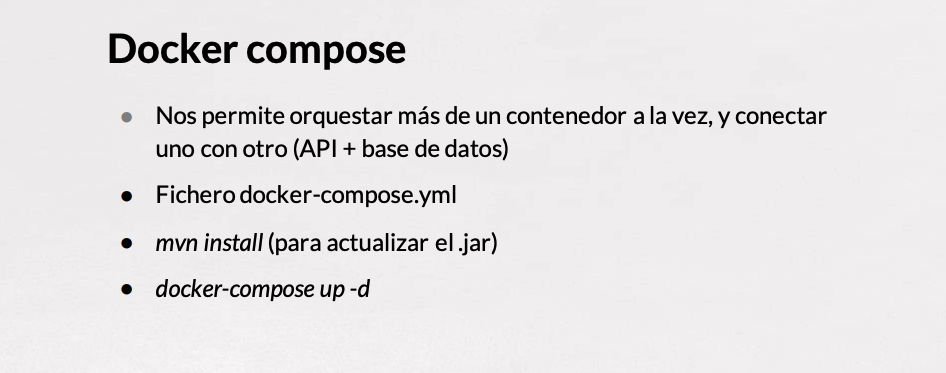 Docker compose
● Nos permite orquestar más de un contenedor a la vez, y conectar
uno con otro (API + base de datos)
● Fichero docker-compose.yml
● mvn install (para actualizar el .jar)
● docker-compose up -d